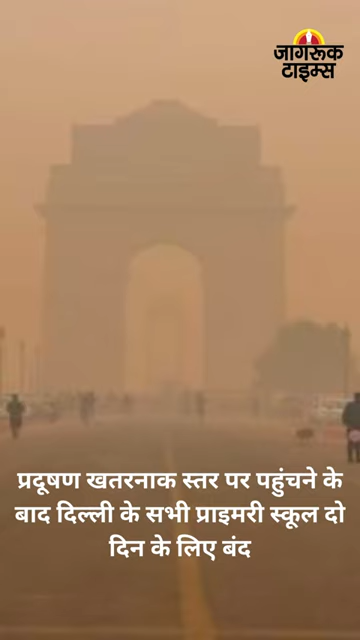 जागरूक
टाइम्स
प्रदूषण खतरनाक स्तर पर पहुंचने के
बाद दिल्ली के सभी प्राइमरी स्कूल दो
दिन के लिए बंद